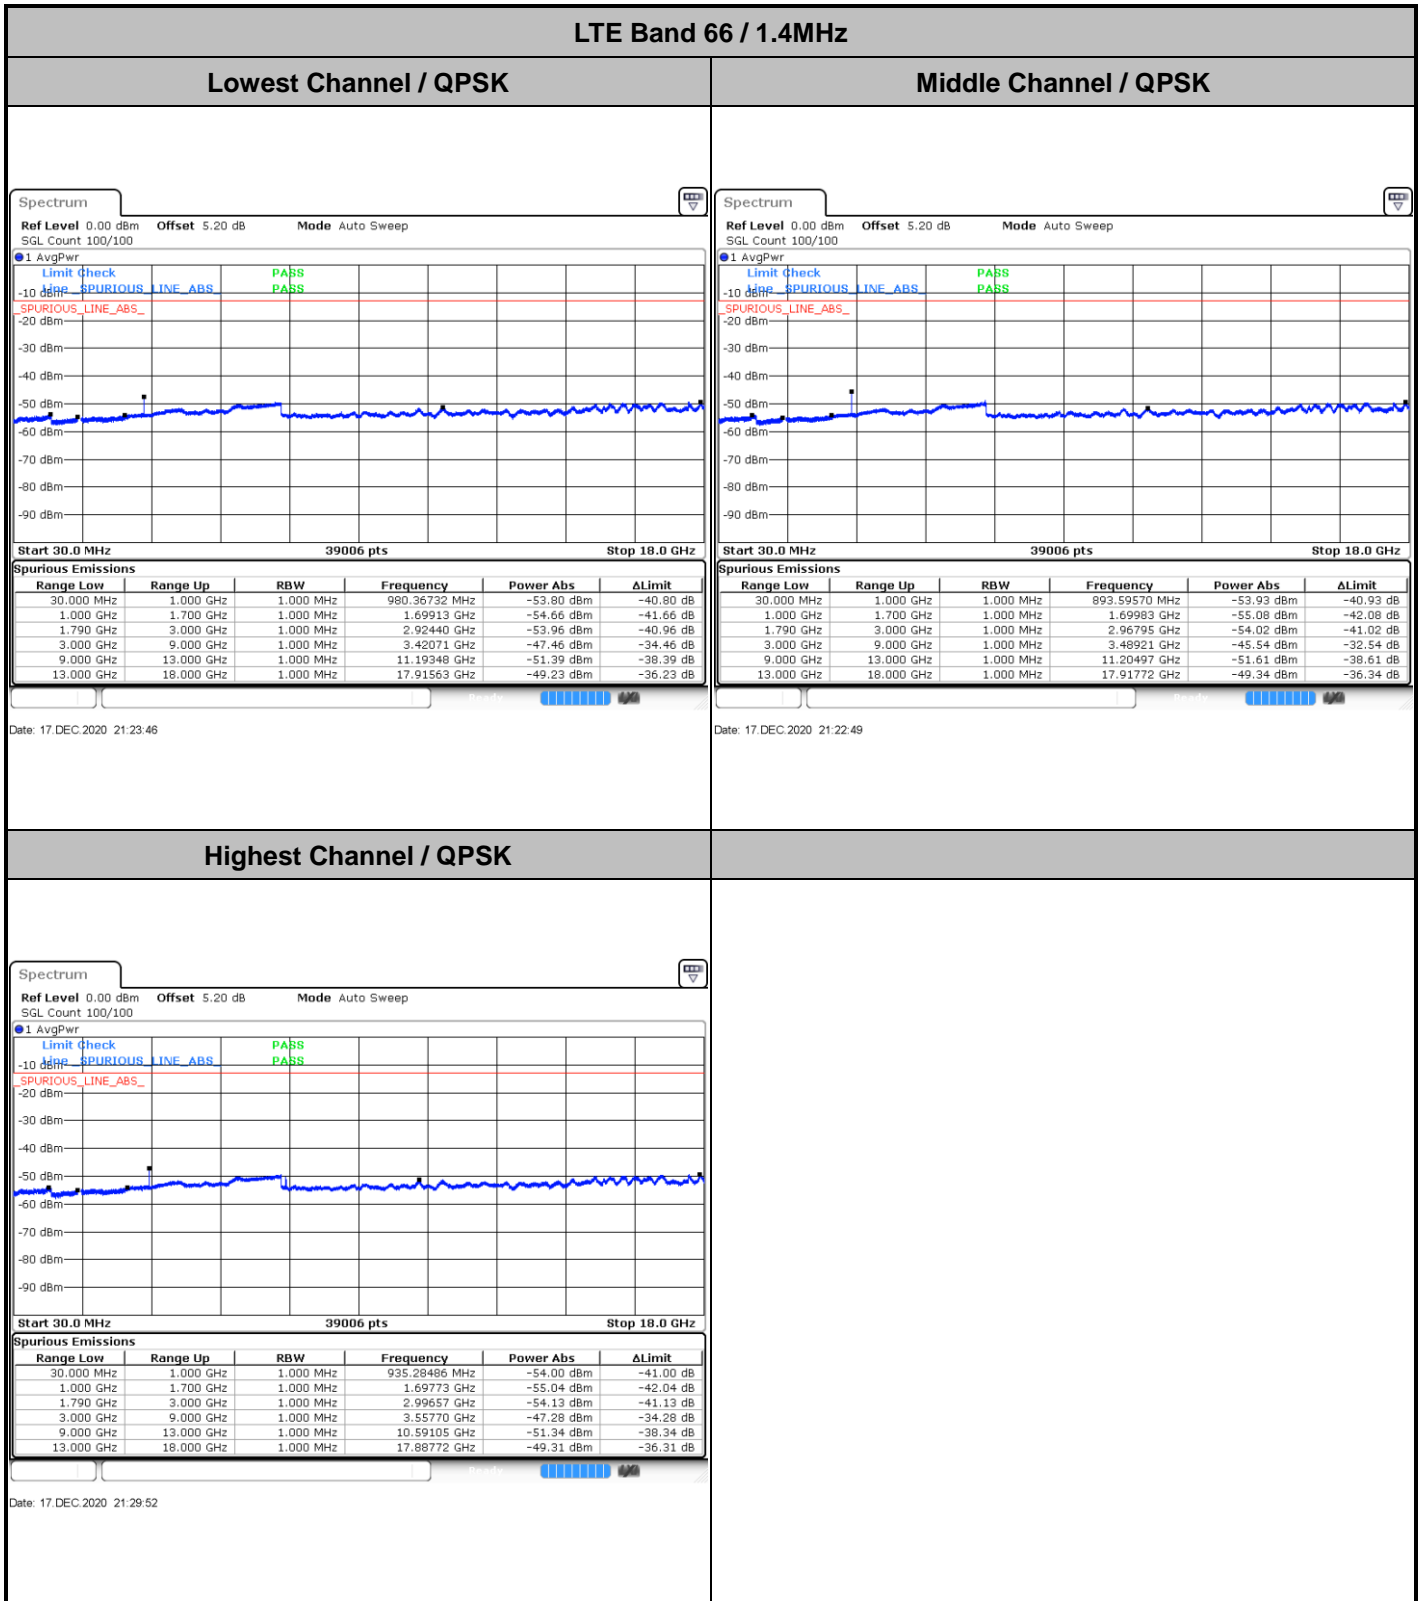 LTE Band 66 / 1.4MHz
Lowest Channel / QPSK
Middle Channel / QPSK
Spectrum
Ref Level 0.00 dBm Offset 5.20 dB Mode Auto Sweep
SGL Count 100/100
1 AvgPwr
Limit Check PASS
Line _SPURIOUS_LINE_ABS_ PASS
-10 dBm
_SPURIOUS_LINE_ABS_
-20 dBm
-30 dBm
-40 dBm
-50 dBm
-60 dBm
-70 dBm
-80 dBm
-90 dBm
Start 30.0 MHz 39006 pts Stop 18.0 GHz
Spurious Emissions
Range Low Range Up RBW Frequency Power Abs ΔLimit
30.000 MHz 1.000 GHz 1.000 MHz 980.36732 MHz -53.80 dBm -40.80 dB
1.000 GHz 1.700 GHz 1.000 MHz 1.69913 GHz -54.66 dBm -41.66 dB
1.790 GHz 3.000 GHz 1.000 MHz 2.92440 GHz -53.96 dBm -40.96 dB
3.000 GHz 9.000 GHz 1.000 MHz 3.42071 GHz -47.46 dBm -34.46 dB
9.000 GHz 13.000 GHz 1.000 MHz 11.19348 GHz -51.39 dBm -38.39 dB
13.000 GHz 18.000 GHz 1.000 MHz 17.91563 GHz -49.23 dBm -36.23 dB
Date: 17.DEC.2020 21:23:46
Spectrum
Ref Level 0.00 dBm Offset 5.20 dB Mode Auto Sweep
SGL Count 100/100
1 AvgPwr
Limit Check PASS
Line _SPURIOUS_LINE_ABS_ PASS
-10 dBm
_SPURIOUS_LINE_ABS_
-20 dBm
-30 dBm
-40 dBm
-50 dBm
-60 dBm
-70 dBm
-80 dBm
-90 dBm
Start 30.0 MHz 39006 pts Stop 18.0 GHz
Spurious Emissions
Range Low Range Up RBW Frequency Power Abs ΔLimit
30.000 MHz 1.000 GHz 1.000 MHz 893.59570 MHz -53.93 dBm -40.93 dB
1.000 GHz 1.700 GHz 1.000 MHz 1.69983 GHz -55.08 dBm -42.08 dB
1.790 GHz 3.000 GHz 1.000 MHz 2.96795 GHz -54.02 dBm -41.02 dB
3.000 GHz 9.000 GHz 1.000 MHz 3.48921 GHz -45.54 dBm -32.54 dB
9.000 GHz 13.000 GHz 1.000 MHz 11.20497 GHz -51.61 dBm -38.61 dB
13.000 GHz 18.000 GHz 1.000 MHz 17.91772 GHz -49.34 dBm -36.34 dB
Ready
Date: 17.DEC.2020 21:22:49
Highest Channel / QPSK
Spectrum
Ref Level 0.00 dBm Offset 5.20 dB Mode Auto Sweep
SGL Count 100/100
1 AvgPwr
Limit Check PASS
Line _SPURIOUS_LINE_ABS_ PASS
-10 dBm
_SPURIOUS_LINE_ABS_
-20 dBm
-30 dBm
-40 dBm
-50 dBm
-60 dBm
-70 dBm
-80 dBm
-90 dBm
Start 30.0 MHz 39006 pts Stop 18.0 GHz
Spurious Emissions
Range Low Range Up RBW Frequency Power Abs ΔLimit
30.000 MHz 1.000 GHz 1.000 MHz 935.28486 MHz -54.00 dBm -41.00 dB
1.000 GHz 1.700 GHz 1.000 MHz 1.69773 GHz -55.04 dBm -42.04 dB
1.790 GHz 3.000 GHz 1.000 MHz 2.99657 GHz -54.13 dBm -41.13 dB
3.000 GHz 9.000 GHz 1.000 MHz 3.55770 GHz -47.28 dBm -34.28 dB
9.000 GHz 13.000 GHz 1.000 MHz 10.59105 GHz -51.34 dBm -38.34 dB
13.000 GHz 18.000 GHz 1.000 MHz 17.88772 GHz -49.31 dBm -36.31 dB
Ready
Date: 17.DEC.2020 21:29:52